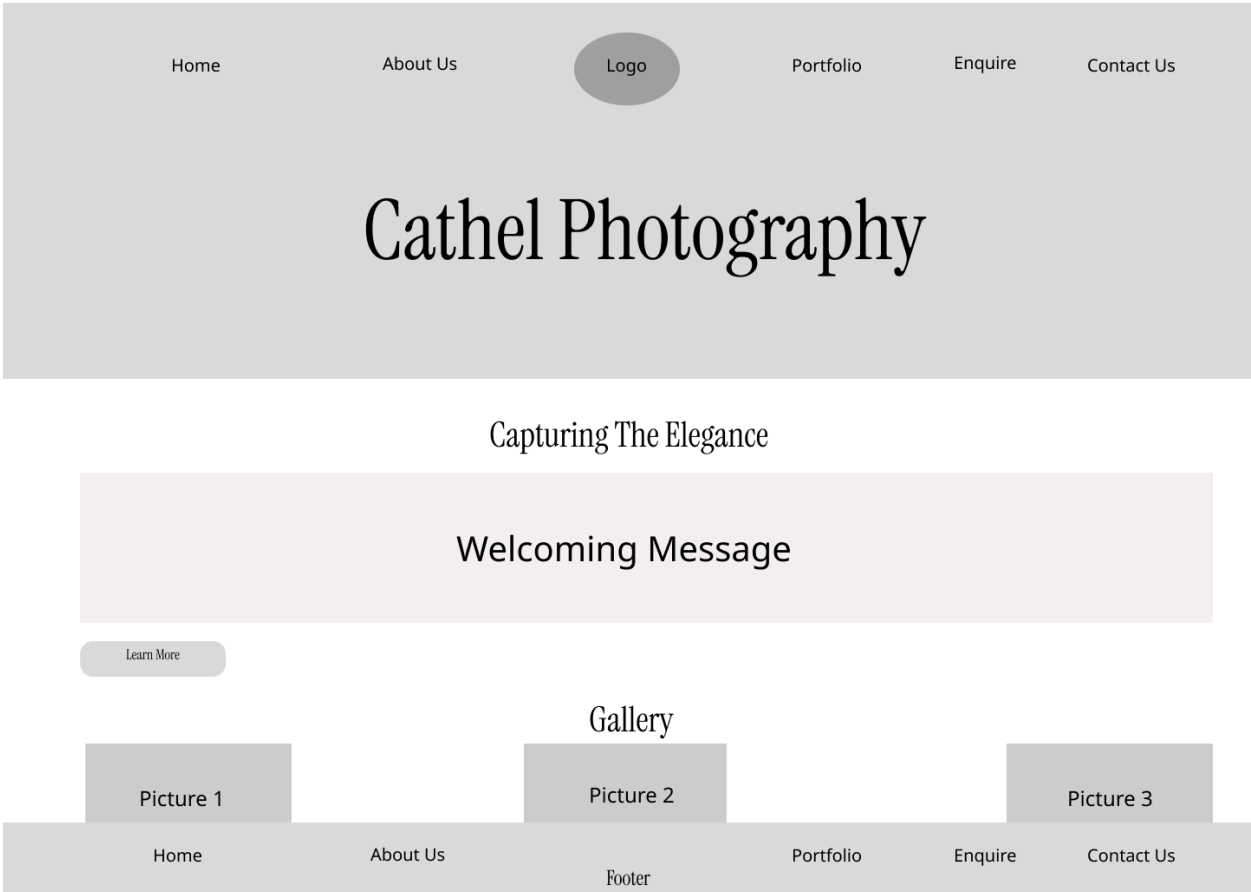 Home About Us Logo Portfolio Enquire Contact Us
Cathel Photography
Capturing The Elegance
Welcoming Message
Learn More
Gallery
Picture 1 Picture 2 Picture 3
Home About Us Portfolio Enquire Contact Us
Footer